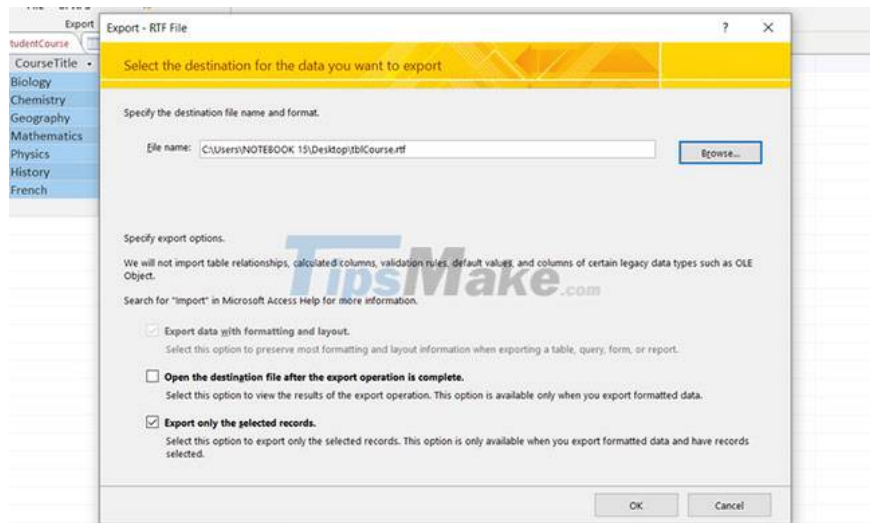 Export
Export - RTF File
? X
tudentCourse
CourseTitle
Select the destination for the data you want to export
Biology
Chemistry
Geography
Mathematics
Physics
History
French
Specify the destination file name and format.
File name: C:\Users\NOTEBOOK 15\Desktop\tblCourse.rtf Browse...
Specify export options.
We will not import table relationships, calculated columns, validation rules, default values, and columns of certain legacy data types such as OLE
Object.
TipsMake.com
Search for "Import" in Microsoft Access Help for more information.
Export data with formatting and layout.
Select this option to preserve most formatting and layout information when exporting a table, query, form, or report.
Open the destination file after the export operation is complete.
Select this option to view the results of the export operation. This option is available only when you export formatted data.
Export only the selected records.
Select this option to export only the selected records. This option is only available when you export formatted data and have records
selected.
OK Cancel